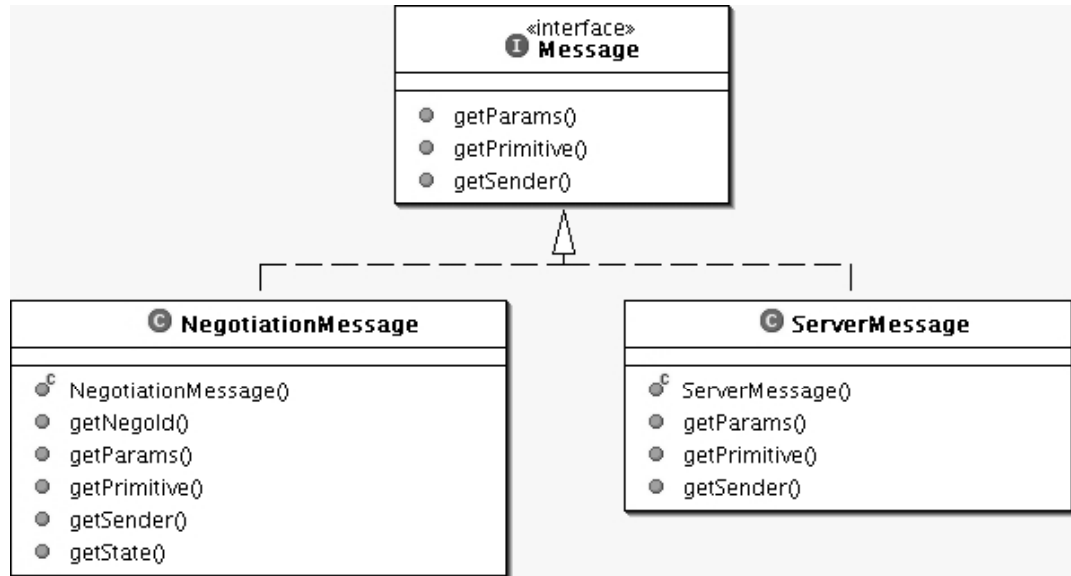 «interface»
I Message
getParams()
getPrimitive()
getSender()
C NegotiationMessage
C NegotiationMessage()
getNegoId()
getParams()
getPrimitive()
getSender()
getState()
C ServerMessage
C ServerMessage()
getParams()
getPrimitive()
getSender()